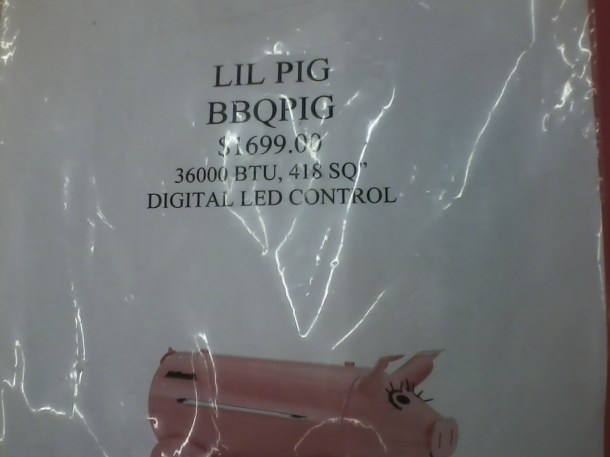 LIL PIG
BBQPIG
$1699.00
36000 BTU, 418 SQ"
DIGITAL LED CONTROL